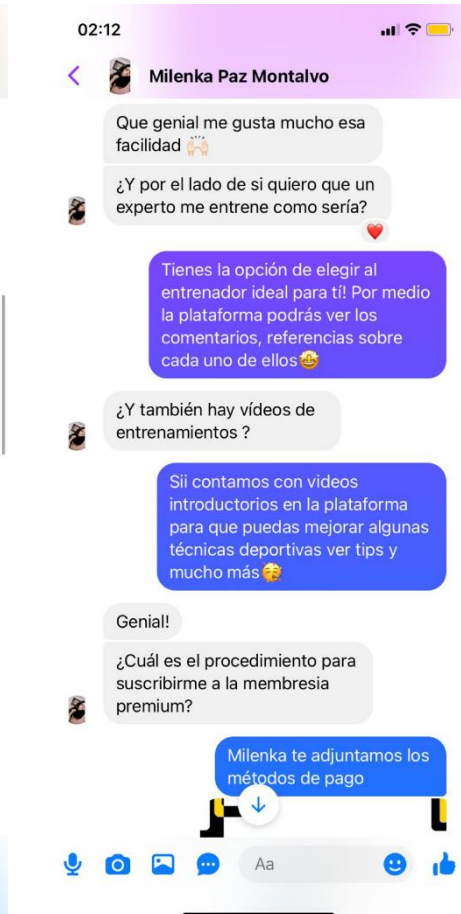 02:12
Milenka Paz Montalvo
Que genial me gusta mucho esa
facilidad 🙌🏻
¿Y por el lado de si quiero que un
experto me entrene como sería?
Tienes la opción de elegir al
entrenador ideal para tí! Por medio
la plataforma podrás ver los
comentarios, referencias sobre
cada uno de ellos🤩
¿Y también hay vídeos de
entrenamientos ?
Sii contamos con videos
introductorios en la plataforma
para que puedas mejorar algunas
técnicas deportivas ver tips y
mucho más🥳
Genial!
¿Cuál es el procedimiento para
suscribirme a la membresia
premium?
Milenka te adjuntamos los
métodos de pago
Aa